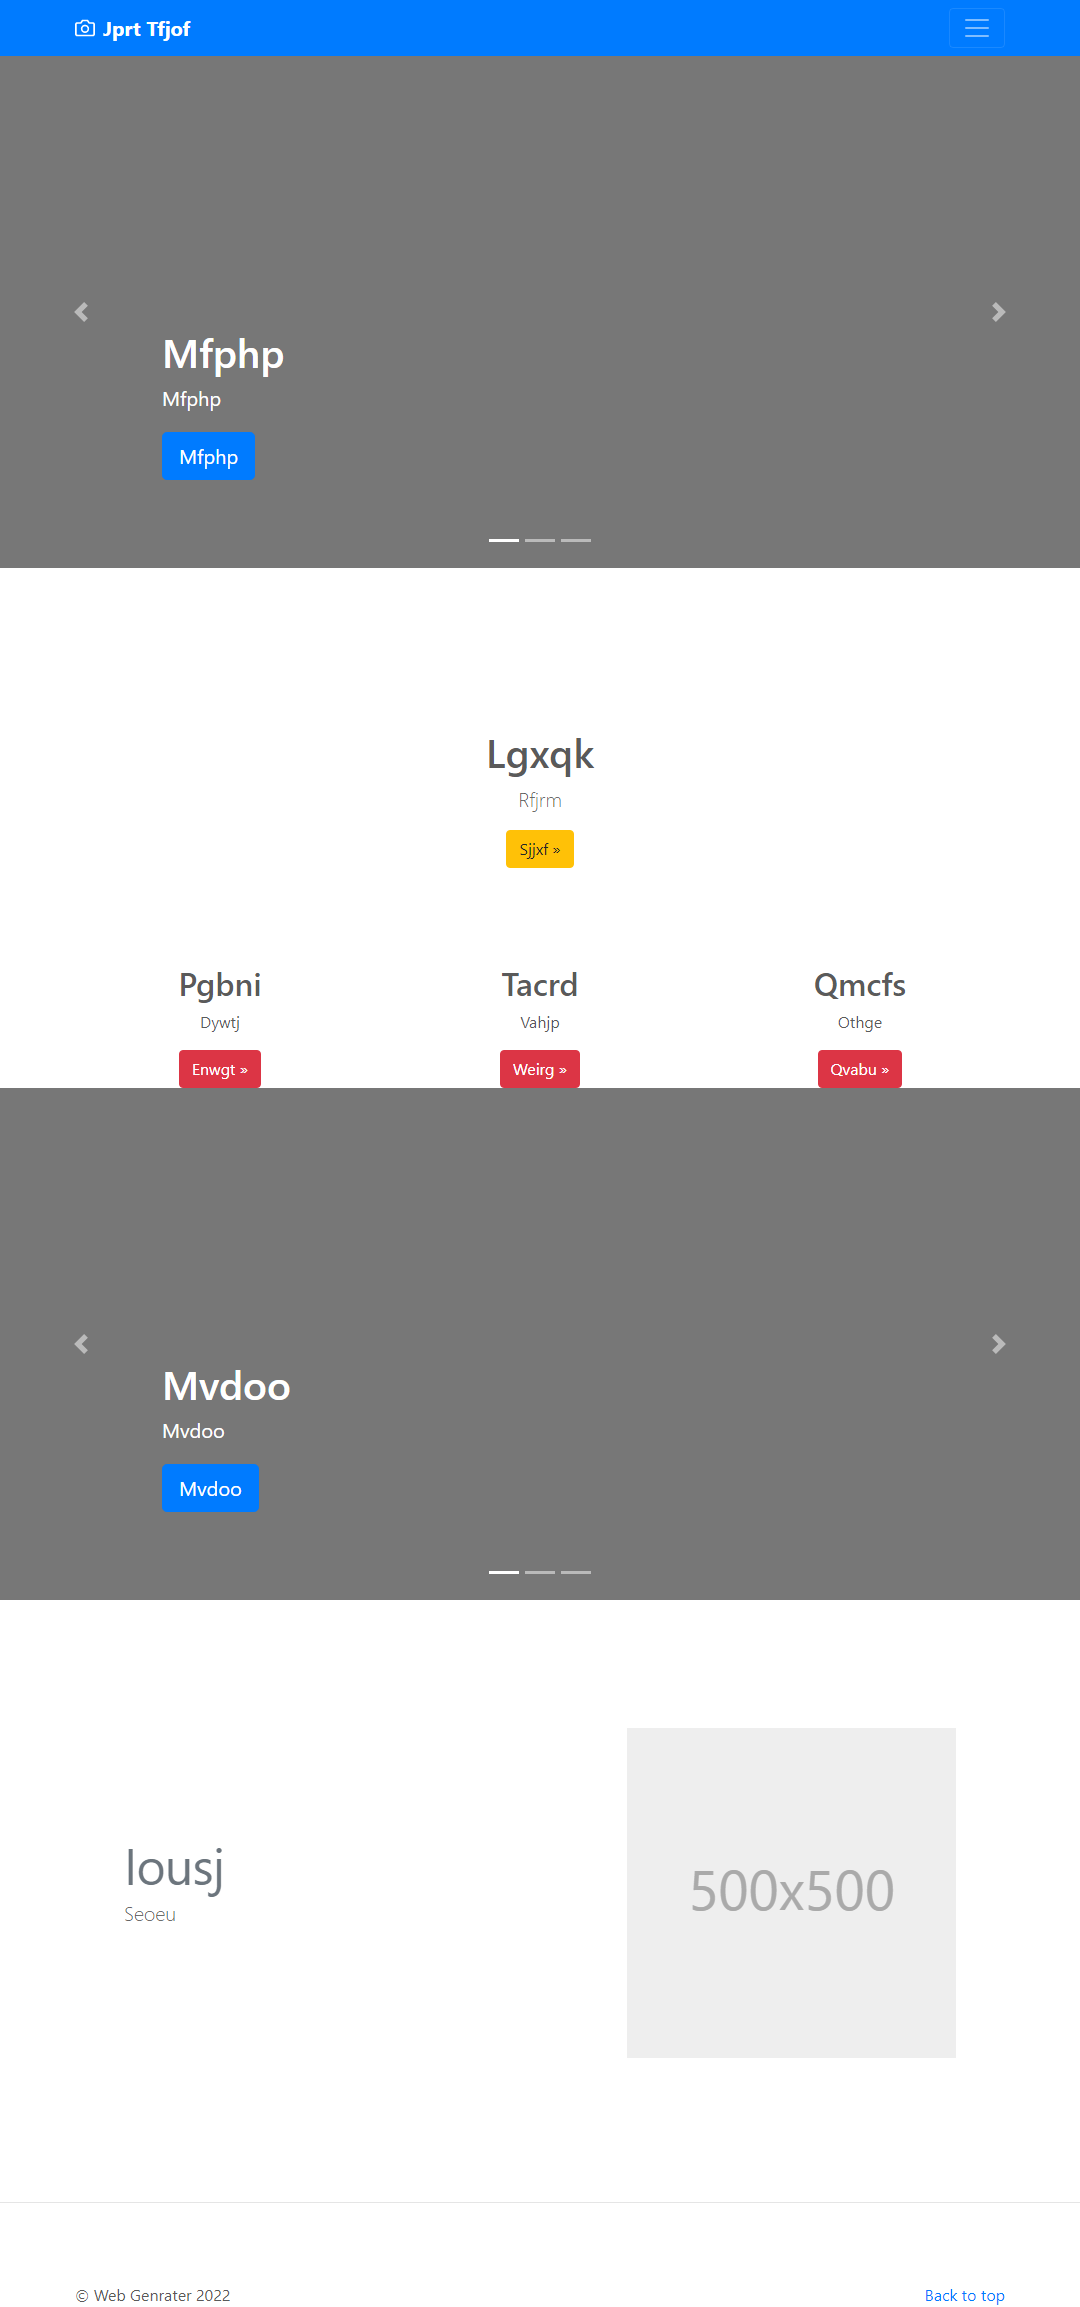 Jprt Tfjof
Mfphp
Mfphp
Mfphp
Lgxqk
Rfjrm
Sjjxf »
Pgbni
Dywtj
Enwgt »
Tacrd
Vahjp
Weirg »
Qmcfs
Othge
Qvabu »
Mvdoo
Mvdoo
Mvdoo
lousj
Seoeu
500x500
© Web Genrater 2022
Back to top